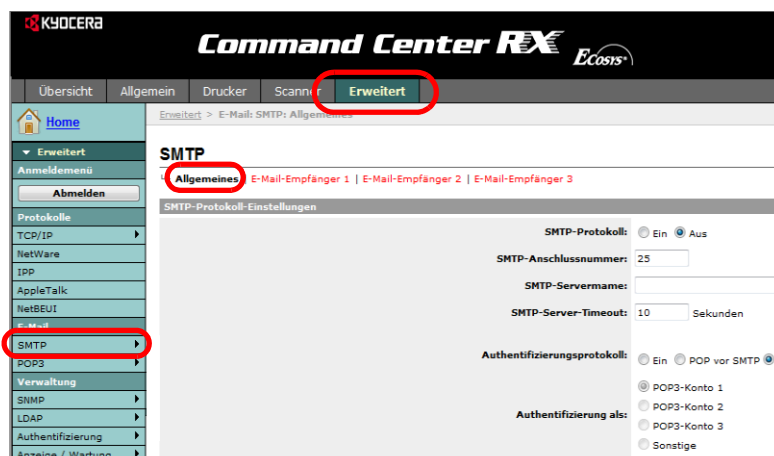 KYOCERA
Command Center RX Ecosys
Übersicht Allgemein Drucker Scanner Erweitert
Home
Erweitert > E-Mail: SMTP: Allgemeines
Erweitert
Anmeldemenü
Abmelden
Protokolle
TCP/IP
NetWare
IPP
AppleTalk
NetBEUI
E-Mail
SMTP
POP3
Verwaltung
SNMP
LDAP
Authentifizierung
Anzeige / Wartung
SMTP
Allgemeines | E-Mail-Empfänger 1 | E-Mail-Empfänger 2 | E-Mail-Empfänger 3
SMTP-Protokoll-Einstellungen
SMTP-Protokoll: Ein Aus
SMTP-Anschlussnummer: 25
SMTP-Servername:
SMTP-Server-Timeout: 10 Sekunden
Authentifizierungsprotokoll: Ein POP vor SMTP
Authentifizierung als: POP3-Konto 1
POP3-Konto 2
POP3-Konto 3
Sonstige